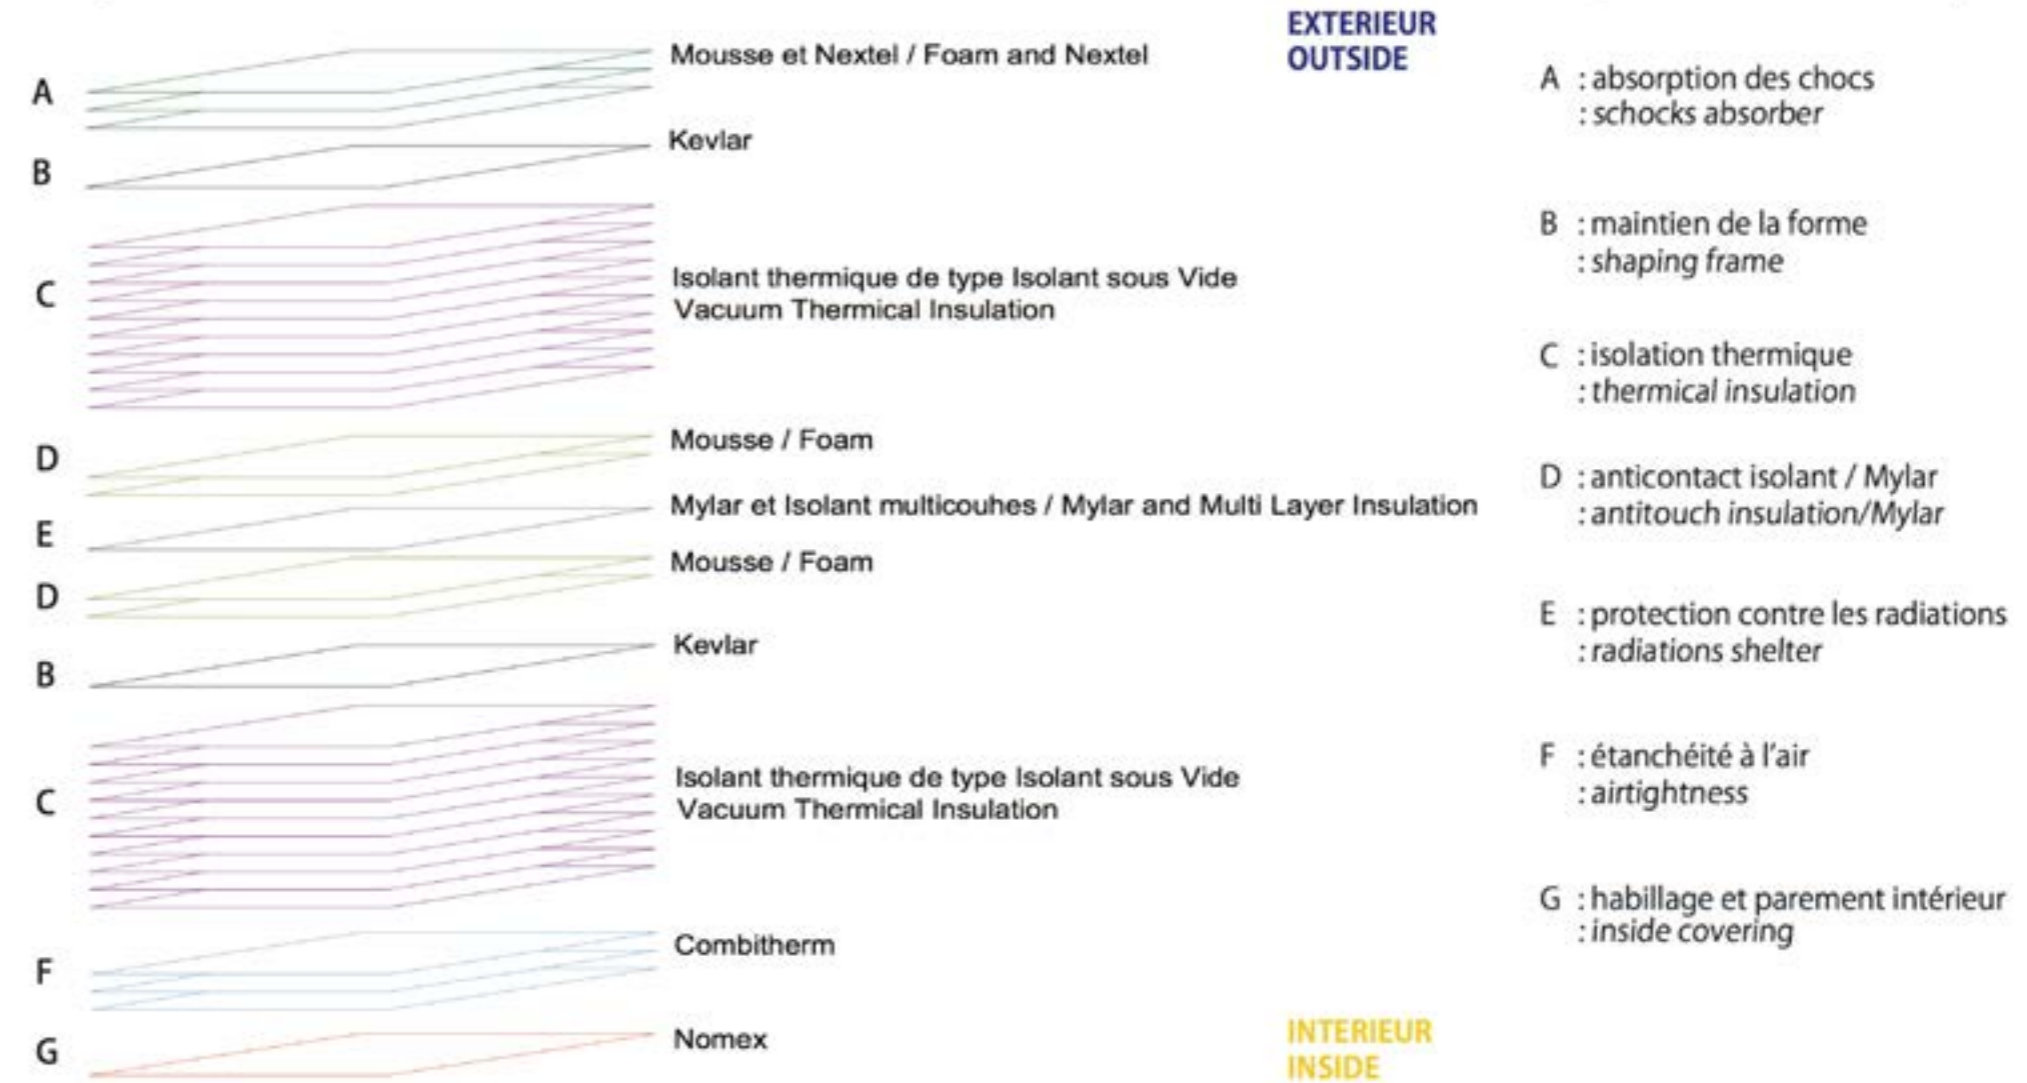 EXTERIEUR
OUTSIDE
A
Mousse et Nextel / Foam and Nextel
B
Kevlar
C
Isolant thermique de type Isolant sous Vide
Vacuum Thermical Insulation
D
Mousse / Foam
E
Mylar et Isolant multicouhes / Mylar and Multi Layer Insulation
D
Mousse / Foam
B
Kevlar
C
Isolant thermique de type Isolant sous Vide
Vacuum Thermical Insulation
F
Combitherm
G
Nomex
INTERIEUR
INSIDE
A : absorption des chocs
: schocks absorber
B : maintien de la forme
: shaping frame
C : isolation thermique
: thermical insulation
D : anticontact isolant / Mylar
: antitouch insulation/Mylar
E : protection contre les radiations
: radiations shelter
F : étanchéité à l'air
: airtightness
G : habillage et parement intérieur
: inside covering